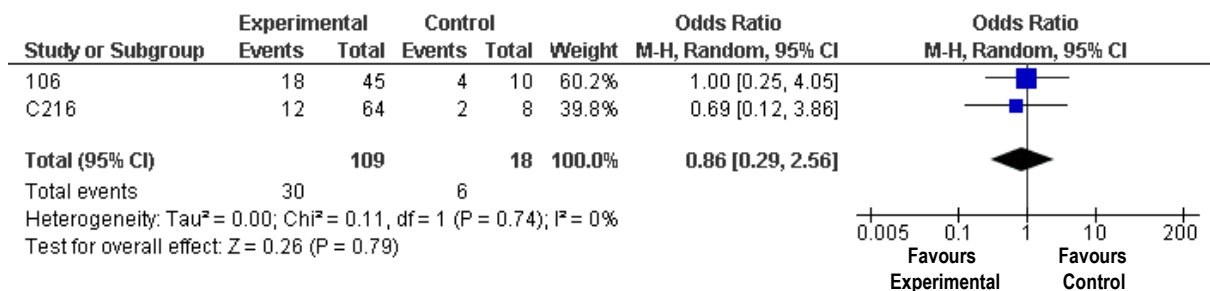 Experimental Control Odds Ratio Odds Ratio
Study or Subgroup Events Total Events Total Weight M-H, Random, 95% CI M-H, Random, 95% CI
106 18 45 4 10 60.2% 1.00 [0.25, 4.05]
C216 12 64 2 8 39.8% 0.69 [0.12, 3.86]
Total (95% CI) 109 18 100.0% 0.86 [0.29, 2.56]
Total events 30 6
Heterogeneity: Tau² = 0.00; Chi² = 0.11, df = 1 (P = 0.74); I² = 0%
Test for overall effect: Z = 0.26 (P = 0.79)
0.005 0.1 1 10 200
Favours Favours
Experimental Control